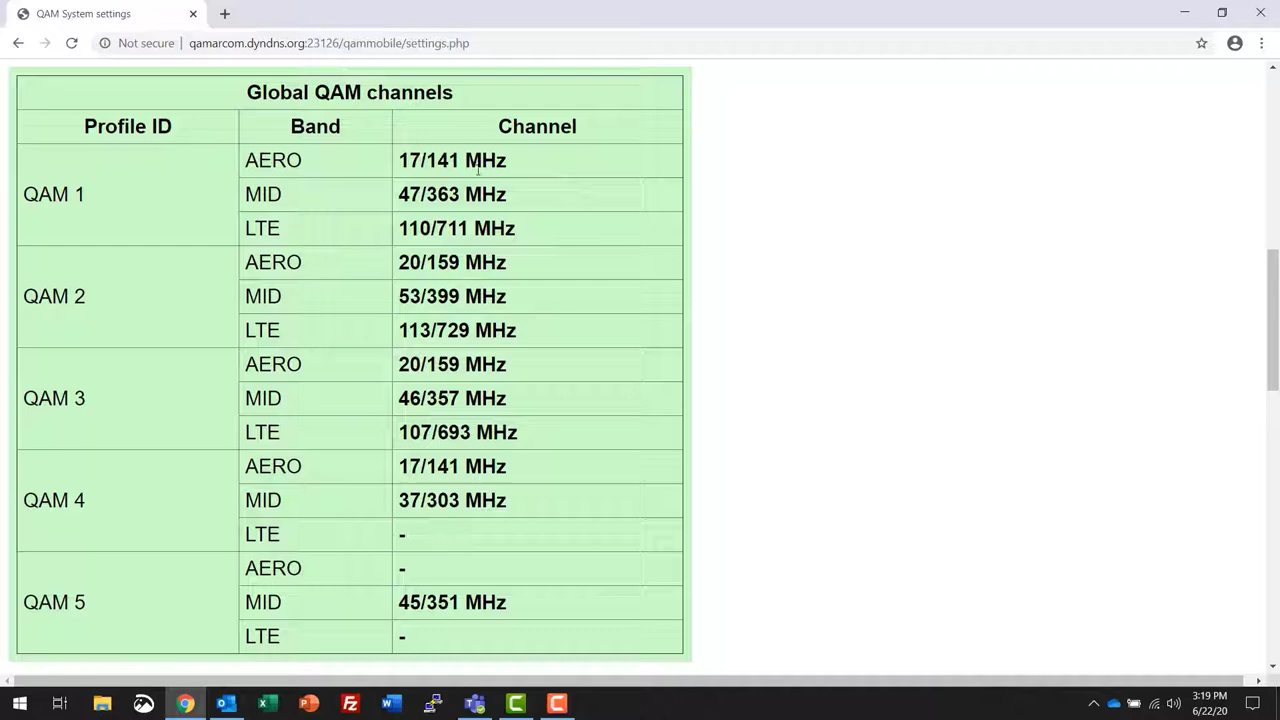 QAM System settings
Not secure | qamarcom.dyndns.org:23126/qammobile/settings.php
Global QAM channels
Profile ID Band Channel
QAM 1
AERO 17/141 MHz
MID 47/363 MHz
LTE 110/711 MHz
QAM 2
AERO 20/159 MHz
MID 53/399 MHz
LTE 113/729 MHz
QAM 3
AERO 20/159 MHz
MID 46/357 MHz
LTE 107/693 MHz
QAM 4
AERO 17/141 MHz
MID 37/303 MHz
LTE -
QAM 5
AERO -
MID 45/351 MHz
LTE -
3:19 PM
6/22/20